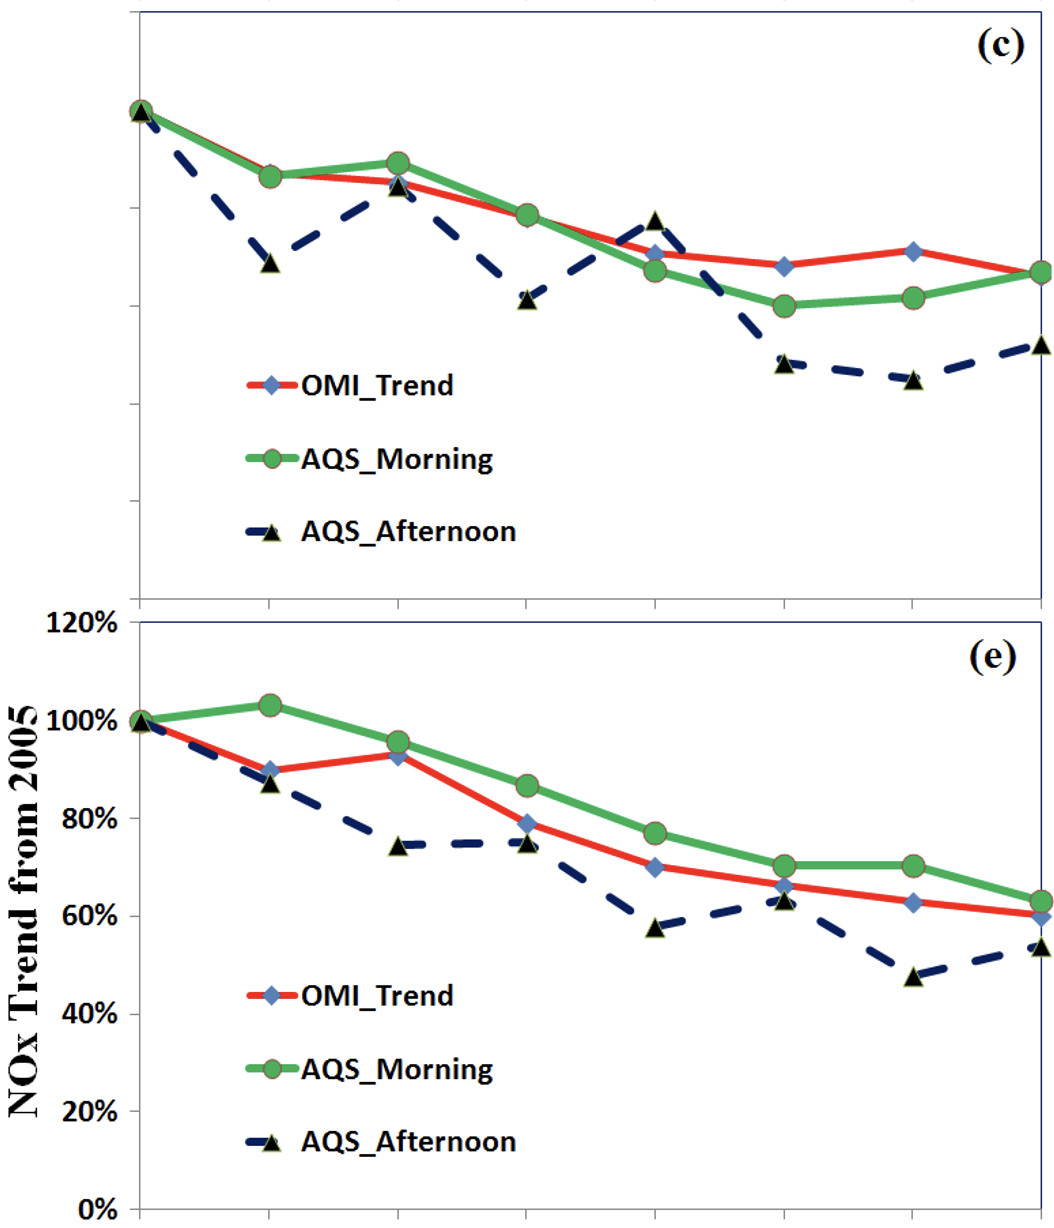 (c)
OMI_Trend
AQS_Morning
AQS_Afternoon
120%
(e)
100%
80%
60%
40%
20%
0%
NOx Trend from 2005
OMI_Trend
AQS_Morning
AQS_Afternoon